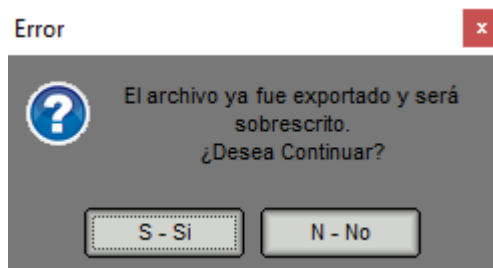 Error
x
El archivo ya fue exportado y será
sobrescrito.
¿Desea Continuar?
S - Si
N - No